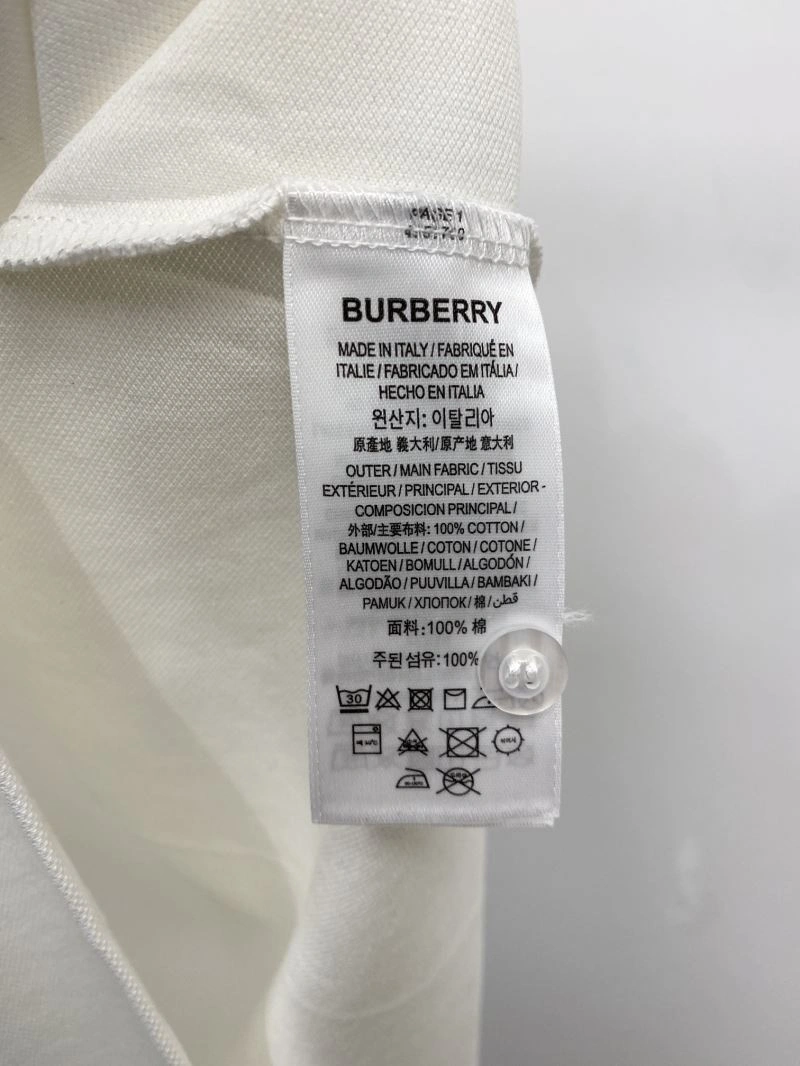 BURBERRY
MADE IN ITALY / FABRIQUÉ EN
ITALIE / FABRICADO EM ITÁLIA /
HECHO EN ITALIA
원산지: 이탈리아
原產地 義大利/原产地 意大利
OUTER / MAIN FABRIC / TISSU
EXTÉRIEUR / PRINCIPAL / EXTERIOR -
COMPOSICION PRINCIPAL /
外部/主要布料: 100% COTTON /
BAUMWOLLE / COTON / COTONE /
KATOEN / BOMULL / ALGODÓN /
ALGODÃO / PUUVILLA / BAMBAKI /
PAMUK / ХЛОПОК / 棉 / قطن
面料:100% 棉
주된 섬유: 100%
30